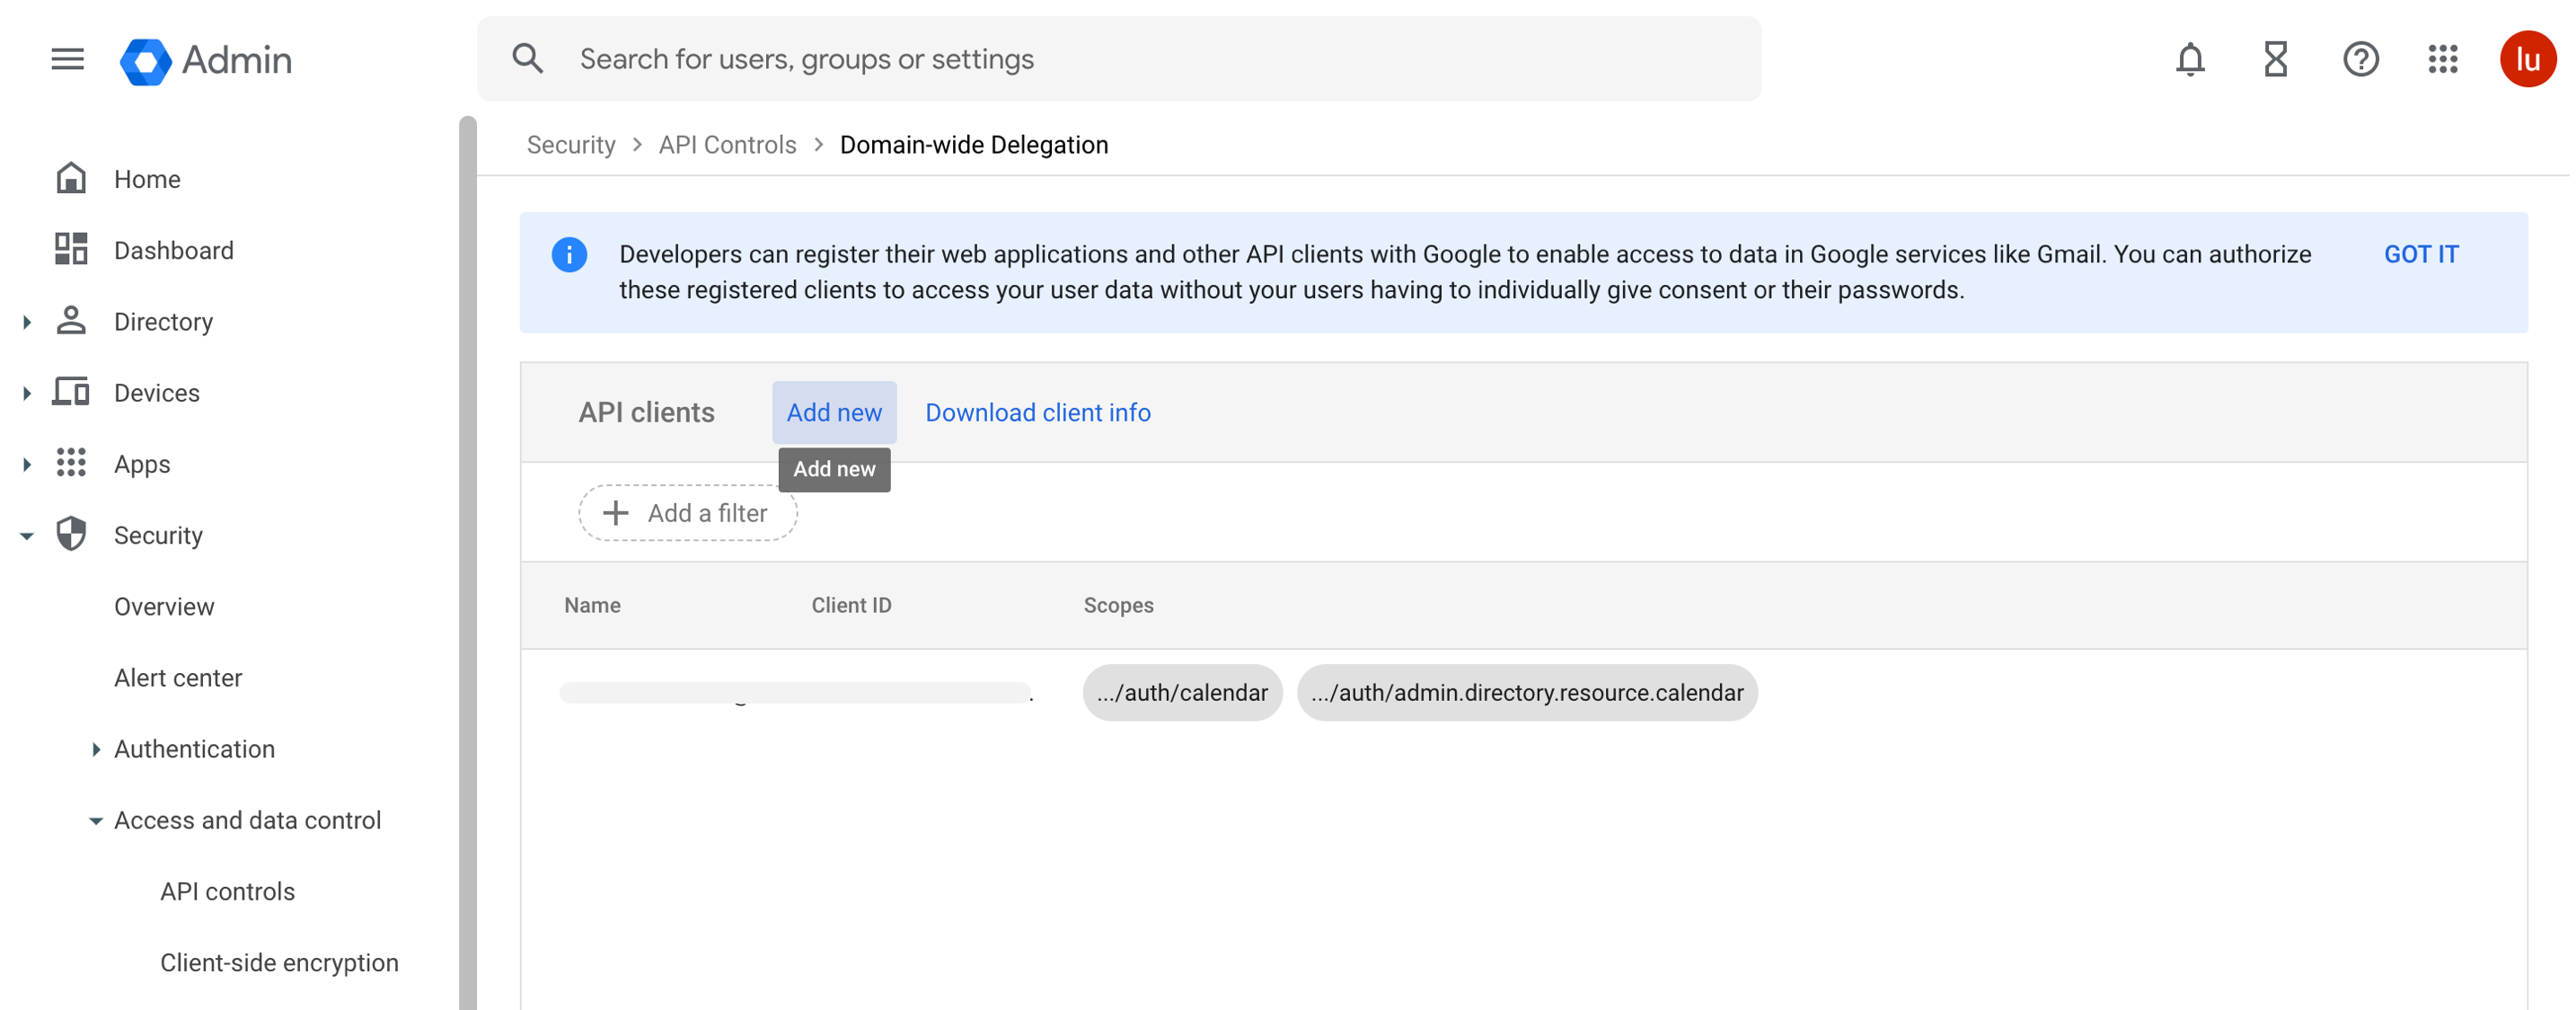 Admin
Search for users, groups or settings
lu
Home
Dashboard
Directory
Devices
Apps
Security
Overview
Alert center
Authentication
Access and data control
API controls
Client-side encryption
Security > API Controls > Domain-wide Delegation
Developers can register their web applications and other API clients with Google to enable access to data in Google services like Gmail. You can authorize
these registered clients to access your user data without your users having to individually give consent or their passwords.
GOT IT
API clients Add new Download client info
Add new
Add a filter
Name Client ID Scopes
.../auth/calendar .../auth/admin.directory.resource.calendar